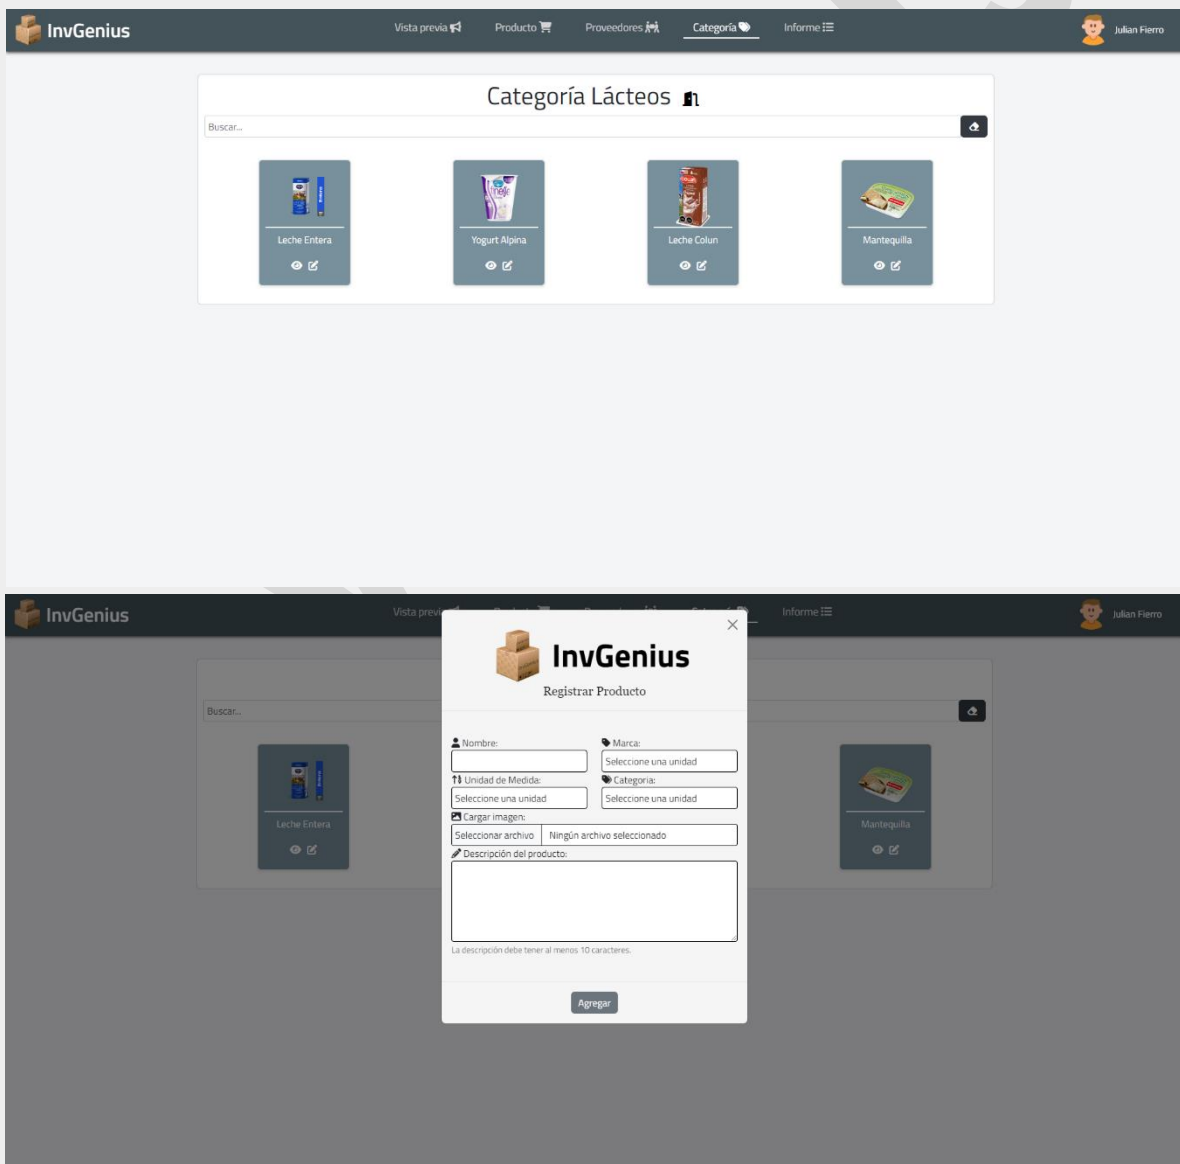 InvGenius
Vista previa Producto Proveedores Categoría Informe
Julian Fierro
Categoría Lácteos
Buscar...
Leche Entera Yogurt Alpina Leche Colun Mantequilla
InvGenius
Vista previ
Informe
Julian Fierro
Buscar...
Leche Entera
Mantequilla
InvGenius
Registrar Producto
Nombre: Marca:
Seleccione una unidad
Unidad de Medida: Categoria:
Seleccione una unidad Seleccione una unidad
Cargar imagen:
Seleccionar archivo Ningún archivo seleccionado
Descripción del producto:
La descripción debe tener al menos 10 caracteres.
Agregar